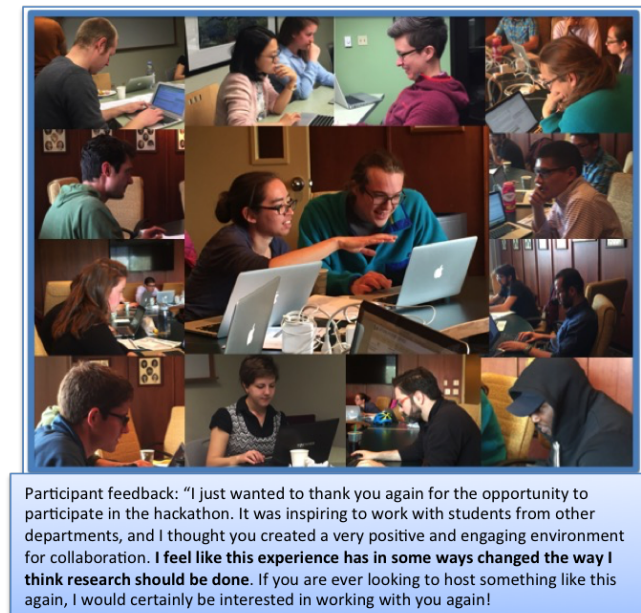 Participant feedback: “I just wanted to thank you again for the opportunity to
participate in the hackathon. It was inspiring to work with students from other
departments, and I thought you created a very positive and engaging environment
for collaboration. I feel like this experience has in some ways changed the way I
think research should be done. If you are ever looking to host something like this
again, I would certainly be interested in working with you again!